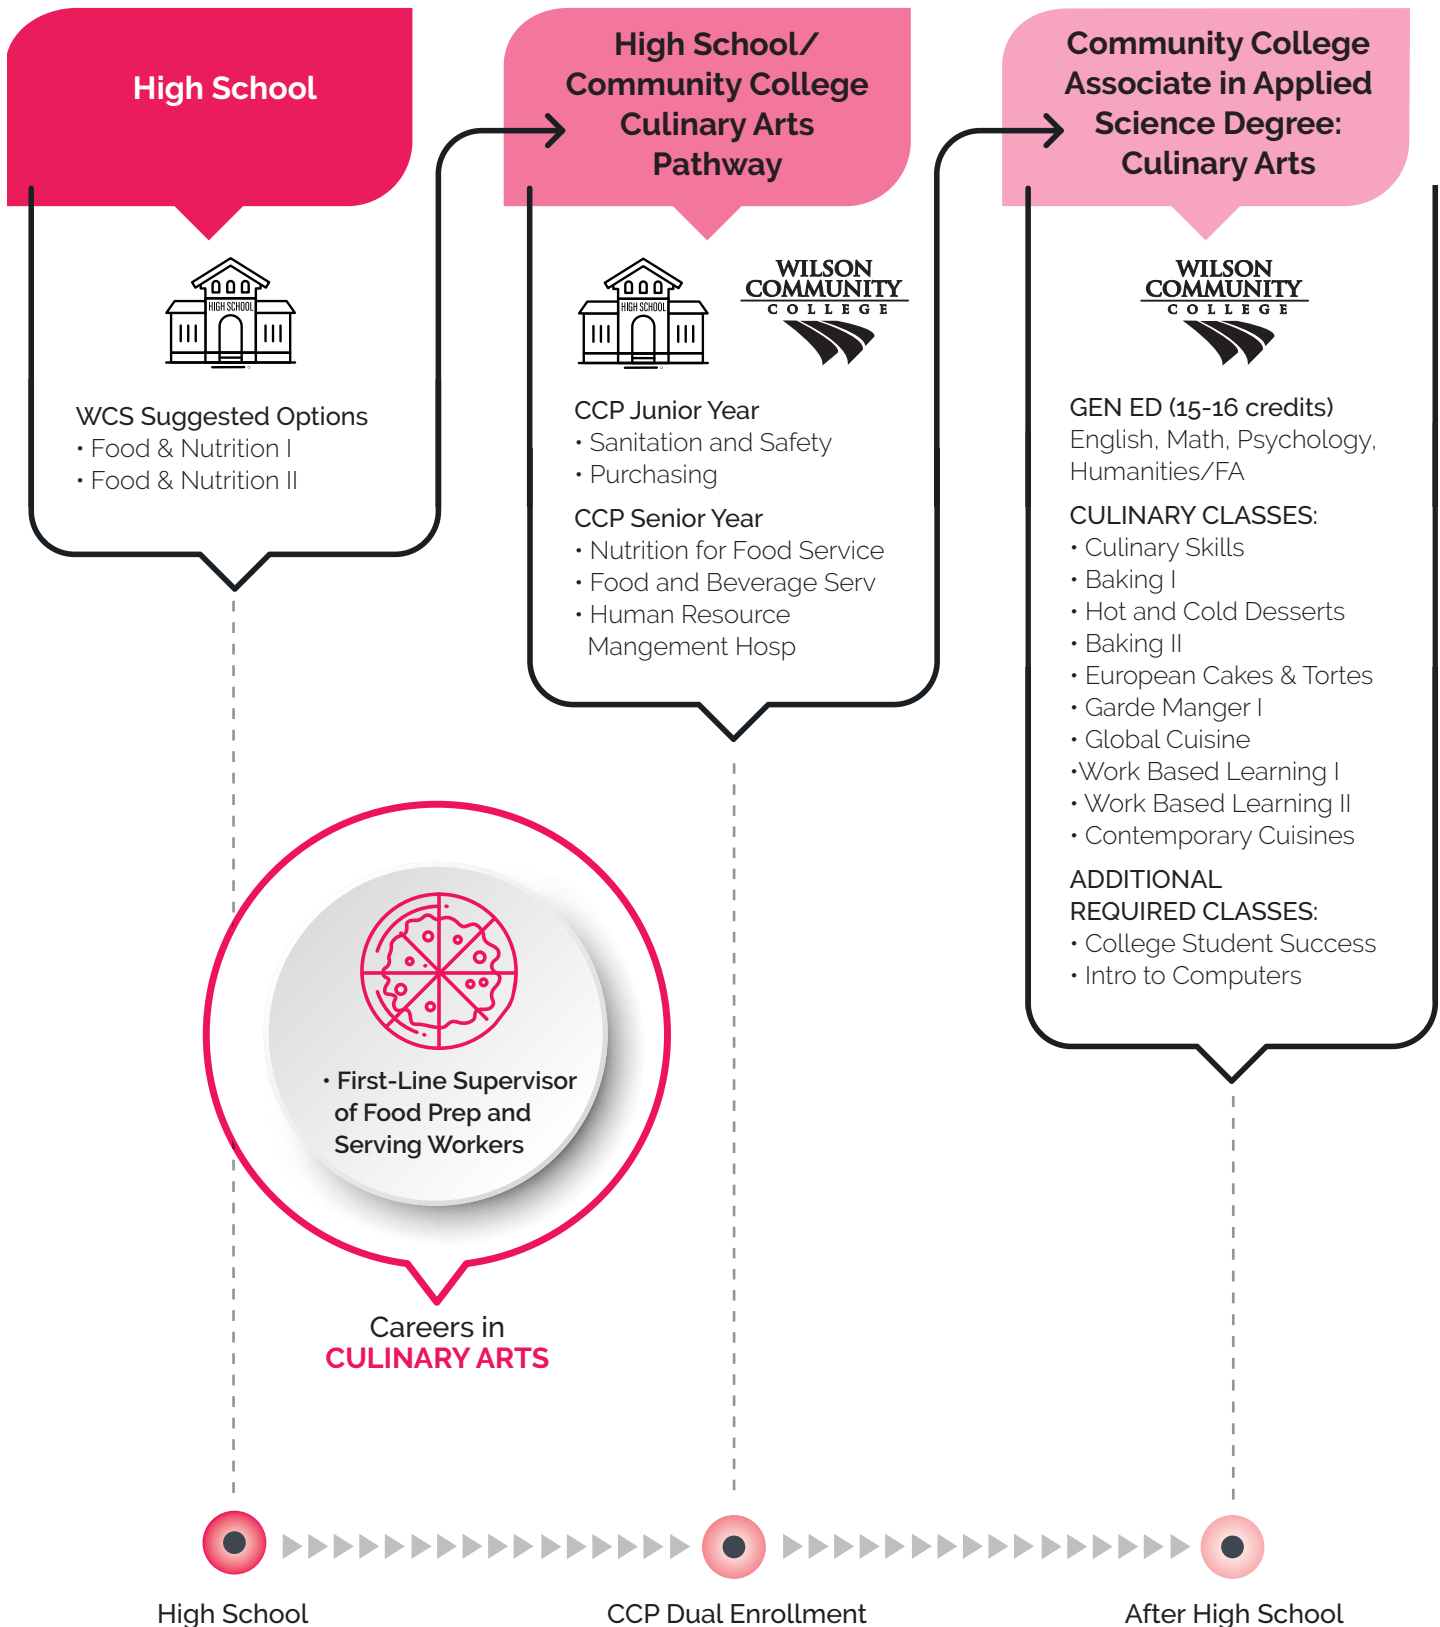 High School
WCS Suggested Options
• Food & Nutrition I
• Food & Nutrition II
HIGH SCHOOL
High School/
Community College
Culinary Arts
Pathway
HIGH SCHOOL
WILSON
COMMUNITY
COLLEGE
CCP Junior Year
• Sanitation and Safety
• Purchasing
CCP Senior Year
• Nutrition for Food Service
• Food and Beverage Serv
• Human Resource
Mangement Hosp
Community College
Associate in Applied
Science Degree:
Culinary Arts
WILSON
COMMUNITY
COLLEGE
GEN ED (15-16 credits)
English, Math, Psychology,
Humanities/FA
CULINARY CLASSES:
• Culinary Skills
• Baking I
• Hot and Cold Desserts
• Baking II
• European Cakes & Tortes
• Garde Manger I
• Global Cuisine
•Work Based Learning I
• Work Based Learning II
• Contemporary Cuisines
ADDITIONAL
REQUIRED CLASSES:
• College Student Success
• Intro to Computers
• First-Line Supervisor
of Food Prep and
Serving Workers
Careers in
CULINARY ARTS
High School
CCP Dual Enrollment
After High School